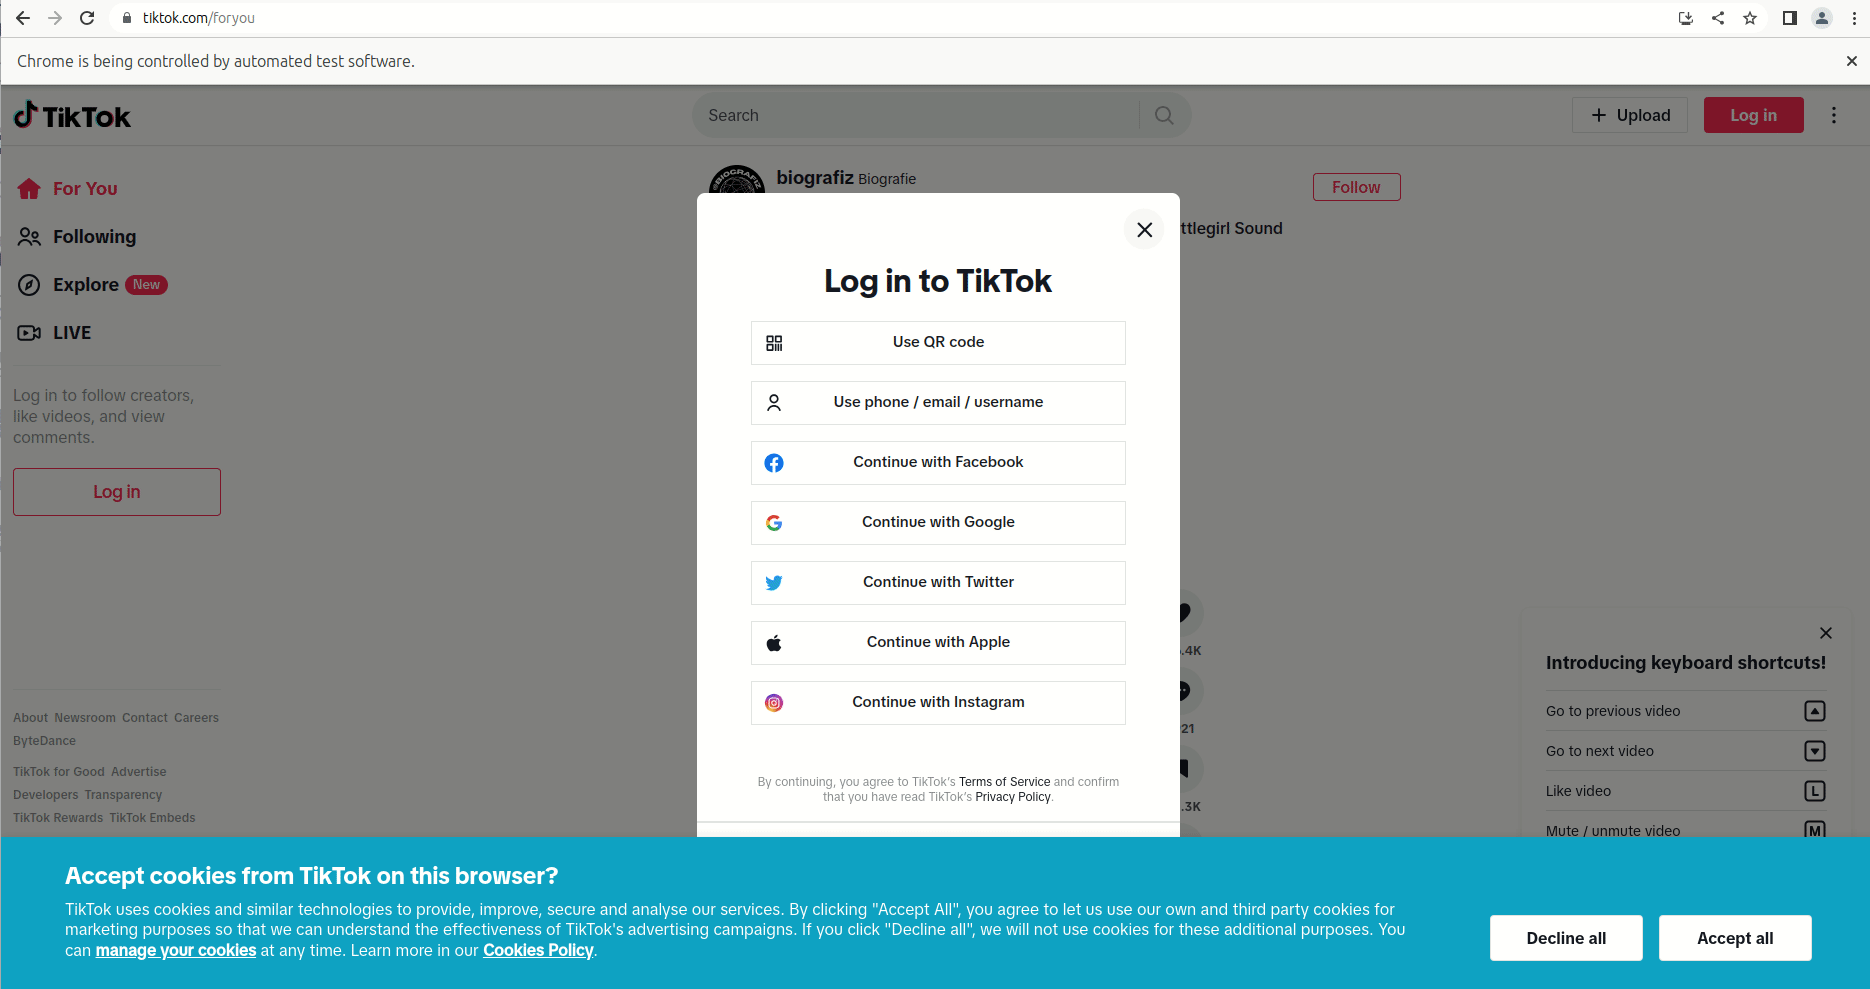 tiktok.com/foryou
Chrome is being controlled by automated test software.
TikTok
Search
Upload
Log in
For You
Following
Explore New
LIVE
Log in to follow creators,
like videos, and view
comments.
Log in
About Newsroom Contact Careers
ByteDance
TikTok for Good Advertise
Developers Transparency
TikTok Rewards TikTok Embeds
@BIOGRAFIZ
biografiz Biografie
Follow
ttlegirl Sound
Log in to TikTok
Use QR code
Use phone / email / username
Continue with Facebook
Continue with Google
Continue with Twitter
Continue with Apple
Continue with Instagram
By continuing, you agree to TikTok's Terms of Service and confirm
that you have read TikTok's Privacy Policy.
.4K
21
.3K
Introducing keyboard shortcuts!
Go to previous video
Go to next video
Like video L
Mute / unmute video M
Accept cookies from TikTok on this browser?
TikTok uses cookies and similar technologies to provide, improve, secure and analyse our services. By clicking "Accept All", you agree to let us use our own and third party cookies for
marketing purposes so that we can understand the effectiveness of TikTok's advertising campaigns. If you click "Decline all", we will not use cookies for these additional purposes. You
can manage your cookies at any time. Learn more in our Cookies Policy.
Decline all
Accept all